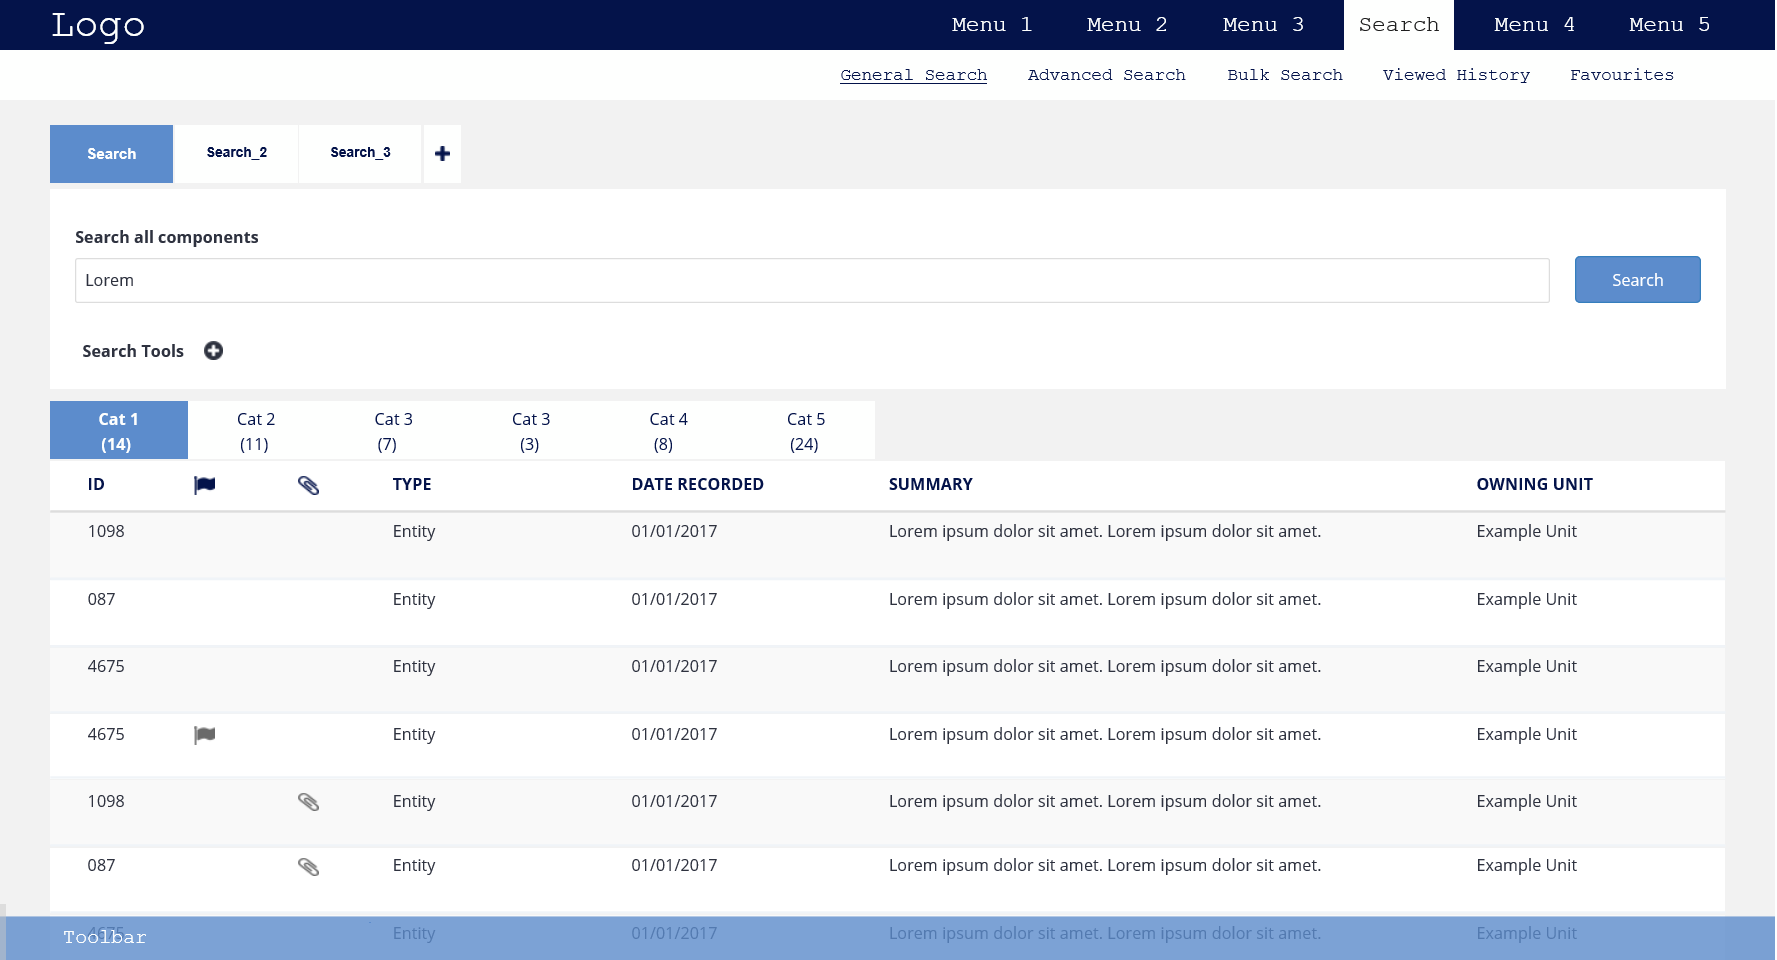 Logo Menu 1 Menu 2 Menu 3 Search Menu 4 Menu 5
General Search Advanced Search Bulk Search Viewed History Favourites
Search Search_2 Search_3
Search all components
Lorem Search
Search Tools
Cat 1 Cat 2 Cat 3 Cat 3 Cat 4 Cat 5
(14) (11) (7) (3) (8) (24)
ID TYPE DATE RECORDED SUMMARY OWNING UNIT
1098 Entity 01/01/2017 Lorem ipsum dolor sit amet. Lorem ipsum dolor sit amet. Example Unit
087 Entity 01/01/2017 Lorem ipsum dolor sit amet. Lorem ipsum dolor sit amet. Example Unit
4675 Entity 01/01/2017 Lorem ipsum dolor sit amet. Lorem ipsum dolor sit amet. Example Unit
4675 Entity 01/01/2017 Lorem ipsum dolor sit amet. Lorem ipsum dolor sit amet. Example Unit
1098 Entity 01/01/2017 Lorem ipsum dolor sit amet. Lorem ipsum dolor sit amet. Example Unit
087 Entity 01/01/2017 Lorem ipsum dolor sit amet. Lorem ipsum dolor sit amet. Example Unit
4675 Entity 01/01/2017 Lorem ipsum dolor sit amet. Lorem ipsum dolor sit amet. Example Unit
Toolbar